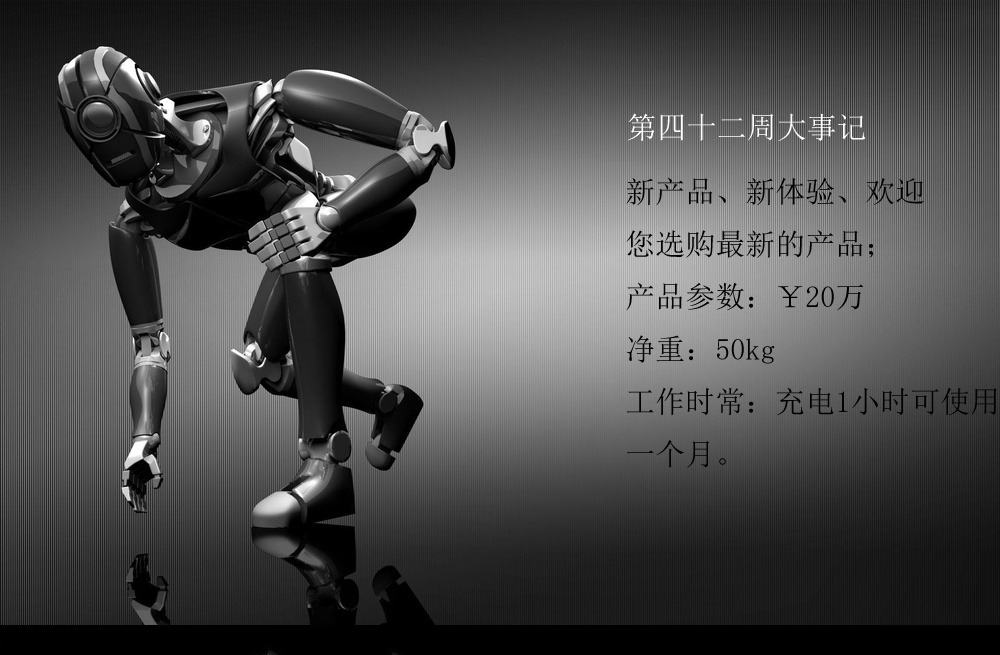 第四十二周大事记
新产品、新体验、欢迎
您选购最新的产品；
产品参数：￥20万
净重：50kg
工作时常：充电1小时可使用
一个月。